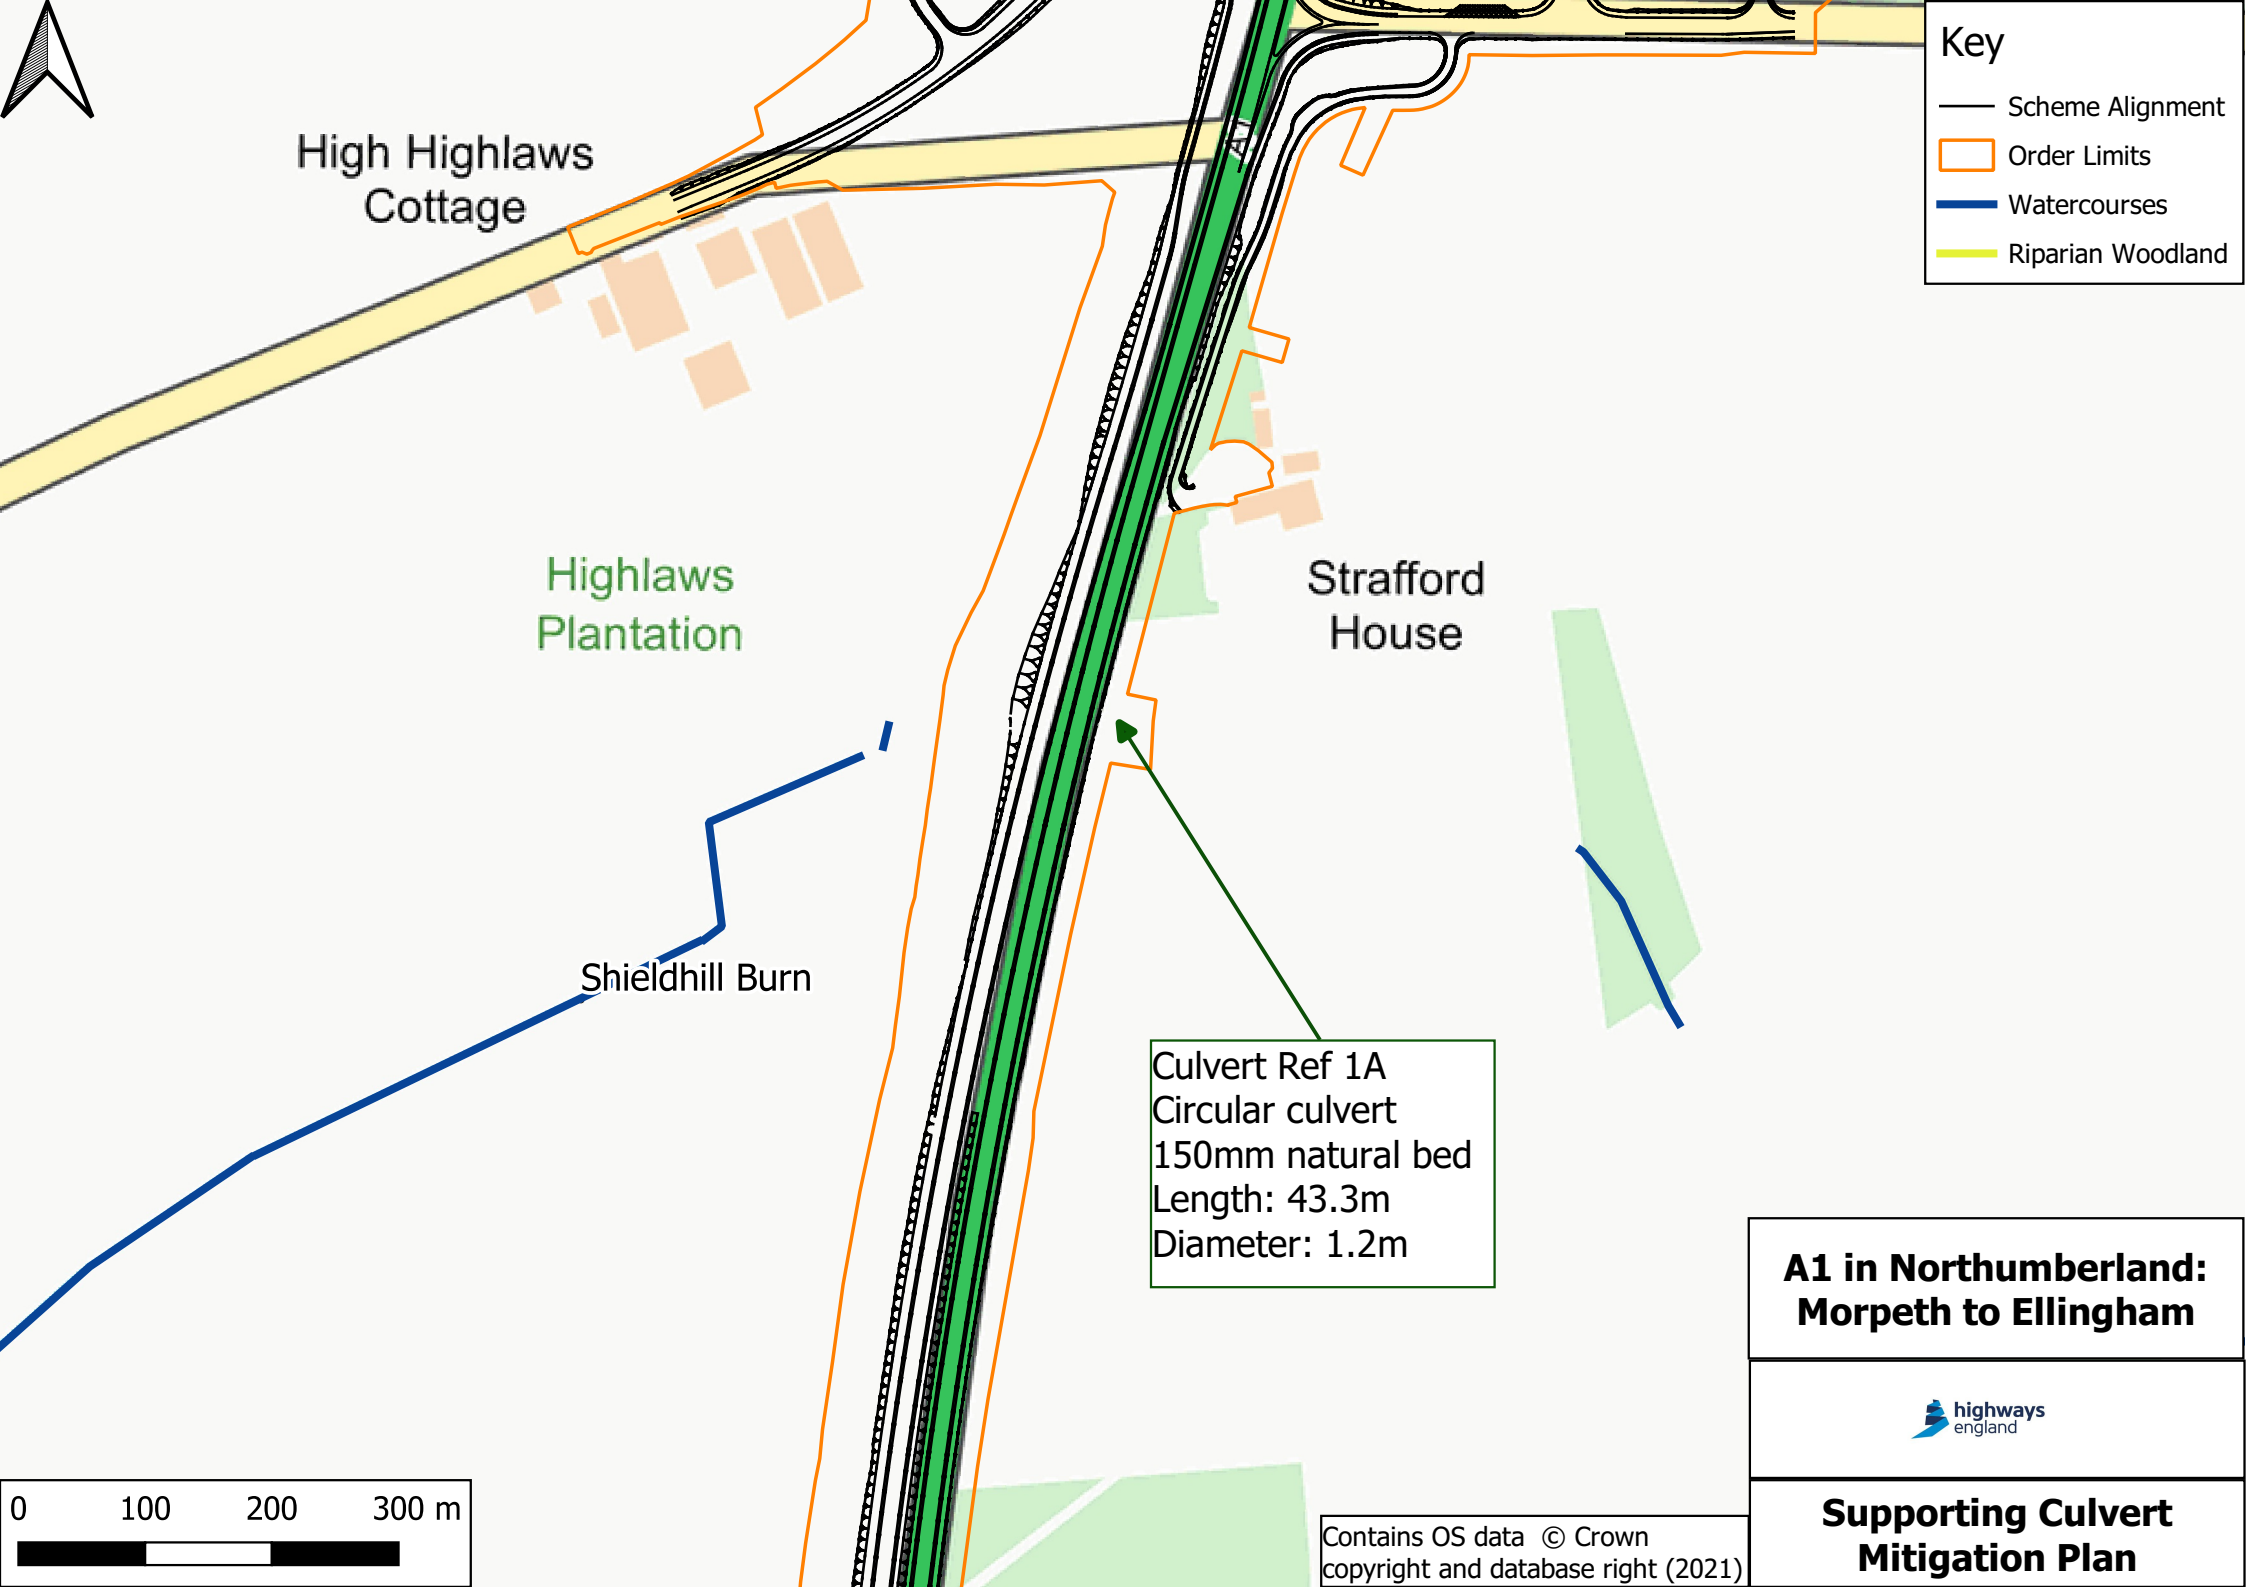 Key
Scheme Alignment
Order Limits
Watercourses
Riparian Woodland
High Highlaws
Cottage
A1
Highlaws
Plantation
Strafford
House
Shieldhill Burn
Culvert Ref 1A
Circular culvert
150mm natural bed
Length: 43.3m
Diameter: 1.2m
A1 in Northumberland:
Morpeth to Ellingham
highways
england
Supporting Culvert
Mitigation Plan
0 100 200 300 m
Contains OS data © Crown
copyright and database right (2021)